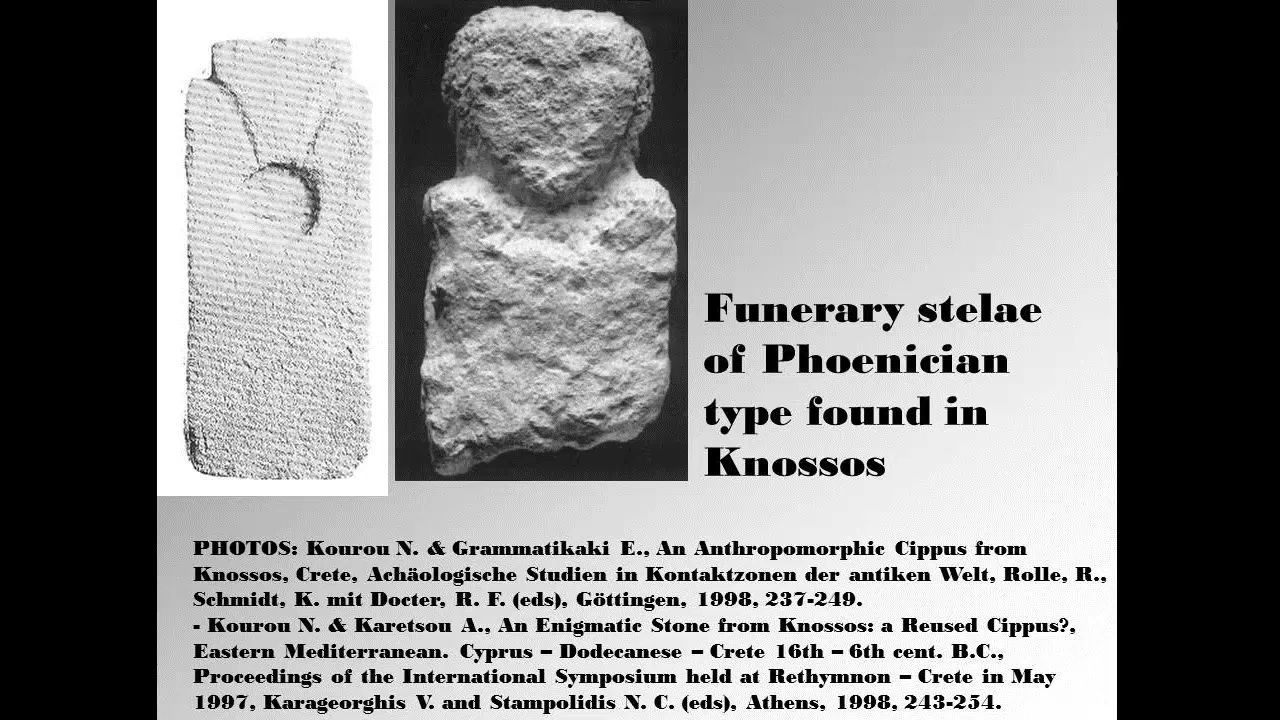 Funerary stelae
of Phoenician
type found in
Knossos
PHOTOS: Kourou N. & Grammatikaki E., An Anthropomorphic Cippus from
Knossos, Crete, Achäologische Studien in Kontaktzonen der antiken Welt, Rolle, R.,
Schmidt, K. mit Docter, R. F. (eds), Göttingen, 1998, 237-249.
- Kourou N. & Karetsou A., An Enigmatic Stone from Knossos: a Reused Cippus?,
Eastern Mediterranean. Cyprus – Dodecanese – Crete 16th – 6th cent. B.C.,
Proceedings of the International Symposium held at Rethymnon – Crete in May
1997, Karageorghis V. and Stampolidis N. C. (eds), Athens, 1998, 243-254.